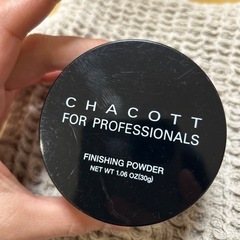 CHACOTT
FOR PROFESSIONALS
FINISHING POWDER
NET WT 1.06 OZ(30g)